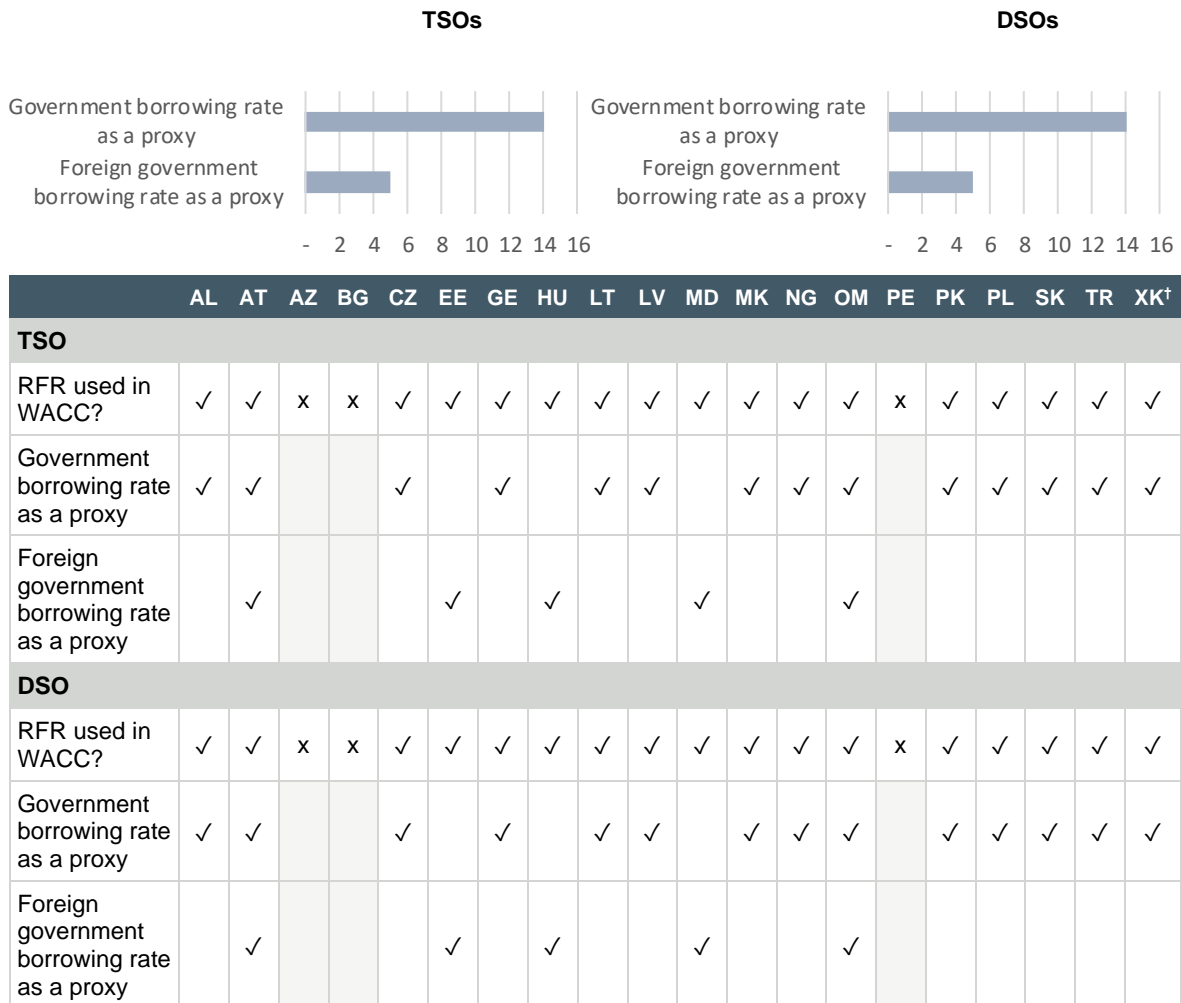 TSOs
DSOs
Government borrowing rate
as a proxy
Foreign government
borrowing rate as a proxy
- 2 4 6 8 10 12 14 16
Government borrowing rate
as a proxy
Foreign government
borrowing rate as a proxy
- 2 4 6 8 10 12 14 16
AL AT AZ BG CZ EE GE HU LT LV MD MK NG OM PE PK PL SK TR XK†
TSO
RFR used in
WACC?
✓ ✓ x x ✓ ✓ ✓ ✓ ✓ ✓ ✓ ✓ ✓ ✓ x ✓ ✓ ✓ ✓ ✓
Government
borrowing rate
as a proxy
✓ ✓ ✓ ✓ ✓ ✓ ✓ ✓ ✓ ✓ ✓ ✓ ✓ ✓
Foreign
government
borrowing rate
as a proxy
✓ ✓ ✓ ✓ ✓
DSO
RFR used in
WACC?
✓ ✓ x x ✓ ✓ ✓ ✓ ✓ ✓ ✓ ✓ ✓ ✓ x ✓ ✓ ✓ ✓ ✓
Government
borrowing rate
as a proxy
✓ ✓ ✓ ✓ ✓ ✓ ✓ ✓ ✓ ✓ ✓ ✓ ✓ ✓
Foreign
government
borrowing rate
as a proxy
✓ ✓ ✓ ✓ ✓